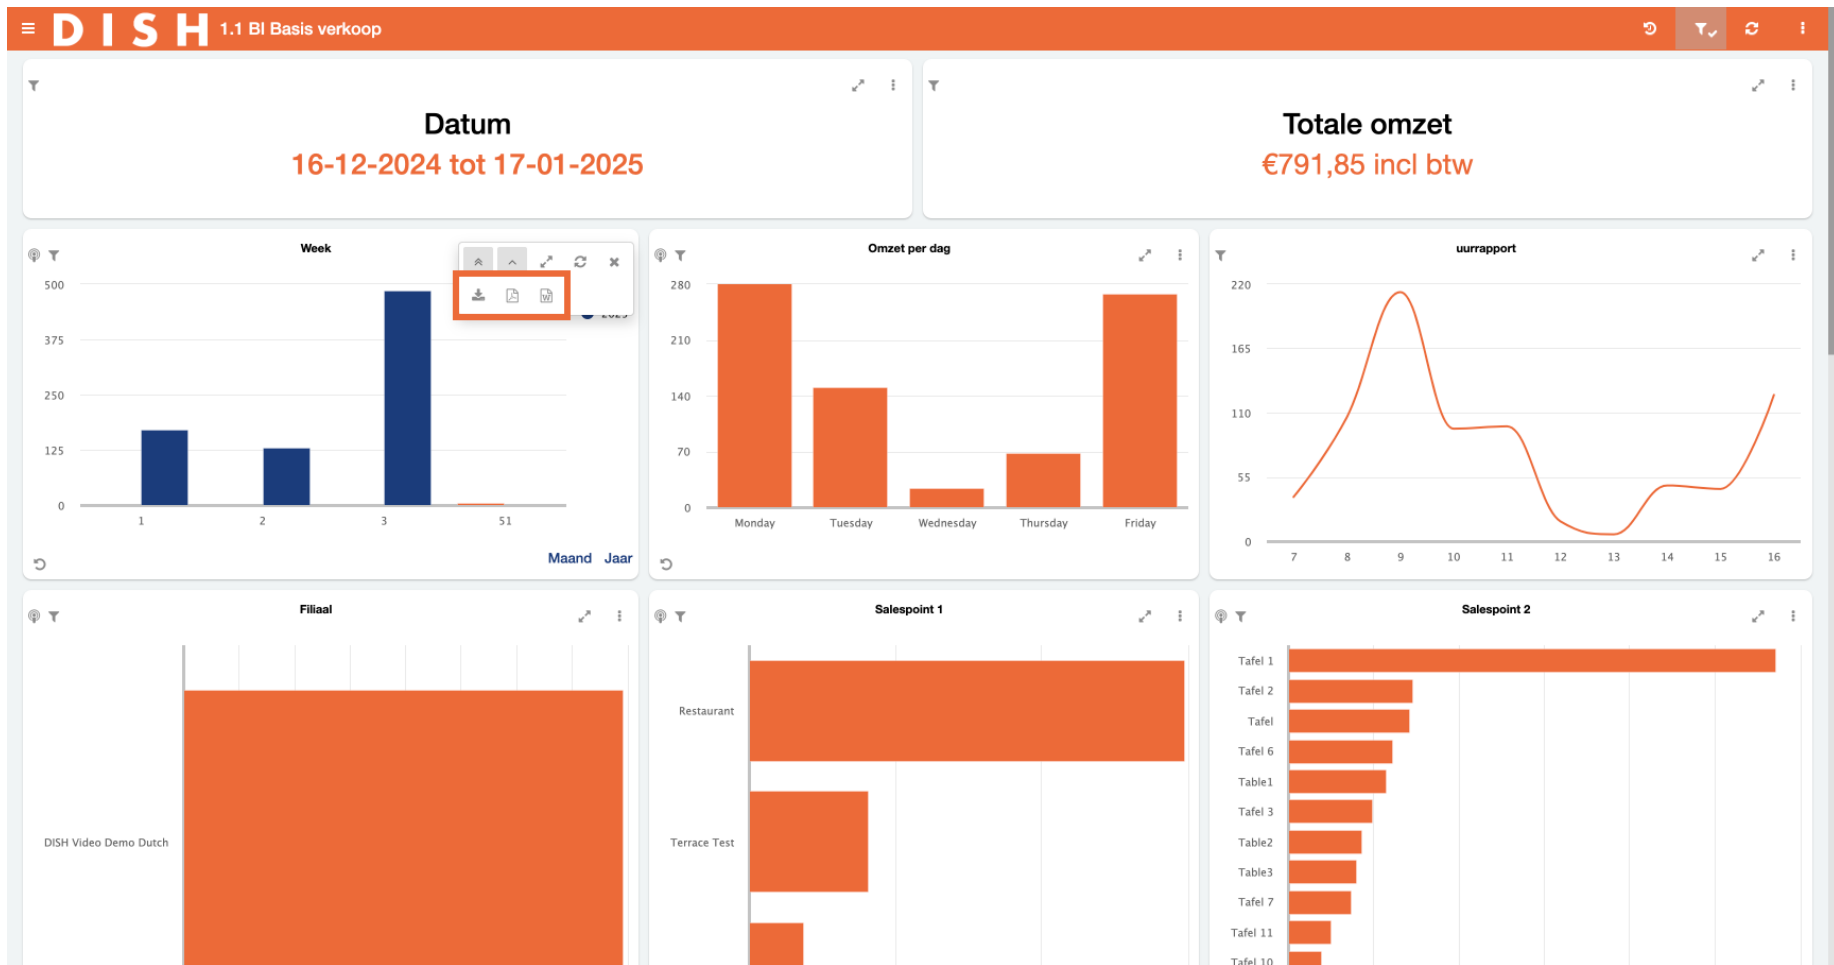 DISH 1.1 BI Basis verkoop
Datum
16-12-2024 tot 17-01-2025
Totale omzet
€791,85 incl btw
Week
500
375
250
125
0
1 2 3 51
2025
Maand Jaar
Omzet per dag
280
210
140
70
0
Monday Tuesday Wednesday Thursday Friday
uurrapport
220
165
110
55
0
7 8 9 10 11 12 13 14 15 16
Filiaal
DISH Video Demo Dutch
Salespoint 1
Restaurant
Terrace Test
Salespoint 2
Tafel 1
Tafel 2
Tafel
Tafel 6
Table1
Tafel 3
Table2
Table3
Tafel 7
Tafel 11
Tafel 10